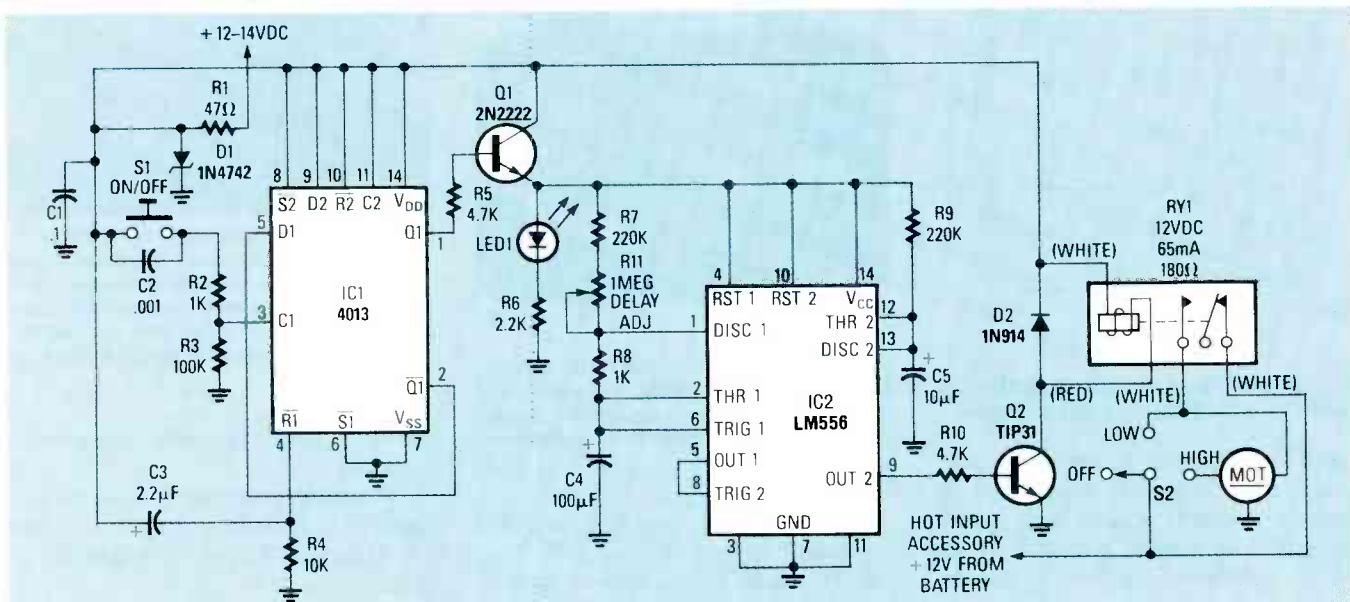 +12–14VDC
R1
47Ω
D1
1N4742
S1
ON/OFF
C1
.1
C2
.001
R2
1K
R3
100K
C3
2.2µF
+
R4
10K
8 9 10 11 14
S2 D2 R2 C2 VDD
5
D1
Q1
1
3
C1
IC1
4013
2
Q1
R1
S1
VSS
4
6
7
Q1
2N2222
R5
4.7K
LED1
R6
2.2K
R7
220K
R11
1MEG
DELAY
ADJ
R8
1K
+
C4
100µF
R9
220K
4
10
14
RST 1
RST 2
VCC
12
THR 2
13
DISC 2
1
DISC 1
2
THR 1
6
TRIG 1
5
OUT 1
8
TRIG 2
IC2
LM556
OUT 2
9
GND
3
7
11
+
C5
10µF
R10
4.7K
Q2
TIP31
D2
1N914
RY1
12VDC
65mA
180Ω
(WHITE)
(RED)
(WHITE)
(WHITE)
LOW
OFF
HIGH
S2
MOT
HOT INPUT
ACCESSORY
+12V FROM
BATTERY